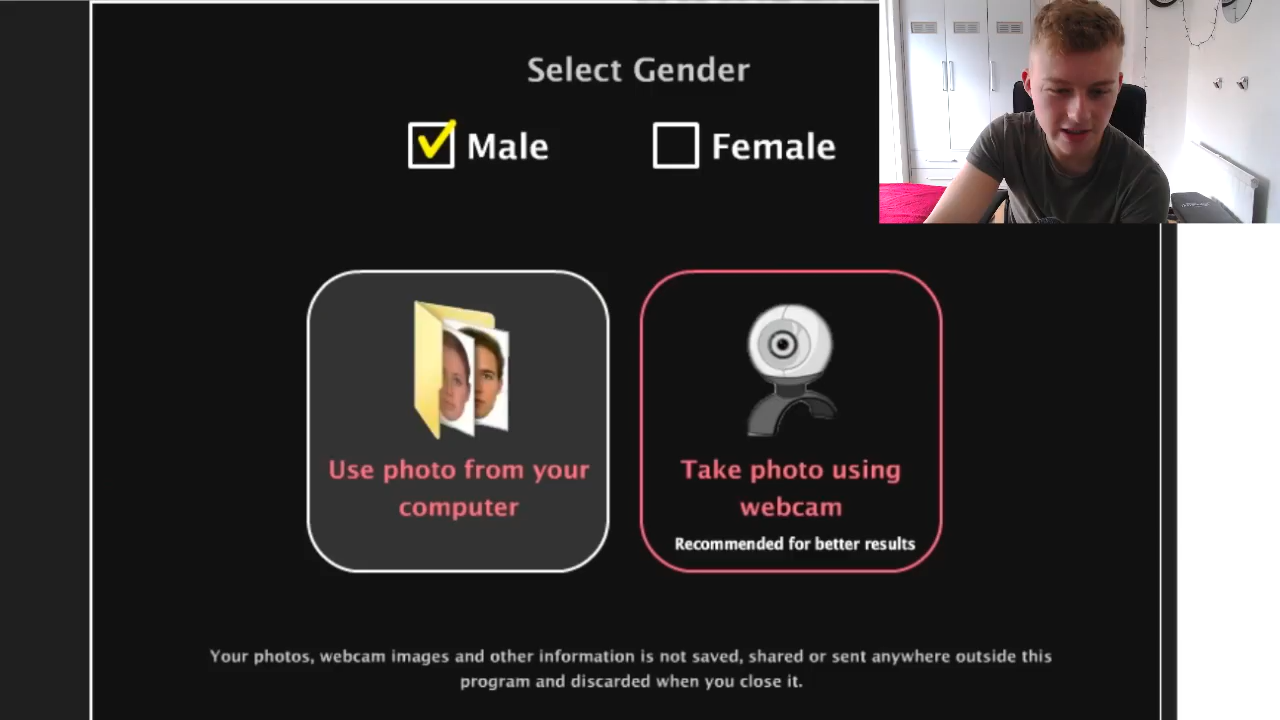 Select Gender
Male Female
Use photo from your
computer
Take photo using
webcam
Recommended for better results
Your photos, webcam images and other information is not saved, shared or sent anywhere outside this
program and discarded when you close it.